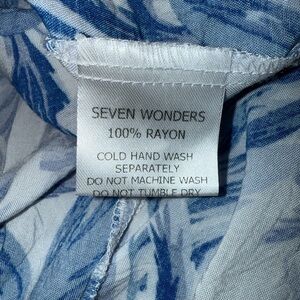 SEVEN WONDERS
100% RAYON
COLD HAND WASH
SEPARATELY
DO NOT MACHINE WASH
DO NOT TUMBLE DRY